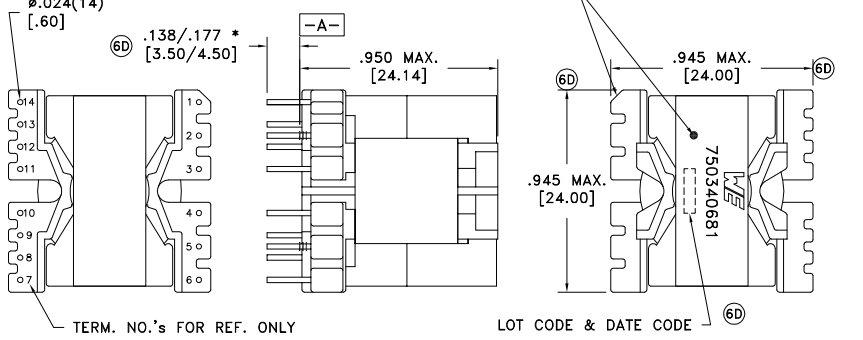 ø.024(14)
[.60]
6D
.138/.177 *
[3.50/4.50]
-A-
.950 MAX.
[24.14]
.945 MAX.
[24.00]
6D
6D
14
13
12
11
10
9
8
7
1
2
3
4
5
6
.945 MAX.
[24.00]
750340681
WE
TERM. NO.'s FOR REF. ONLY
LOT CODE & DATE CODE
6D